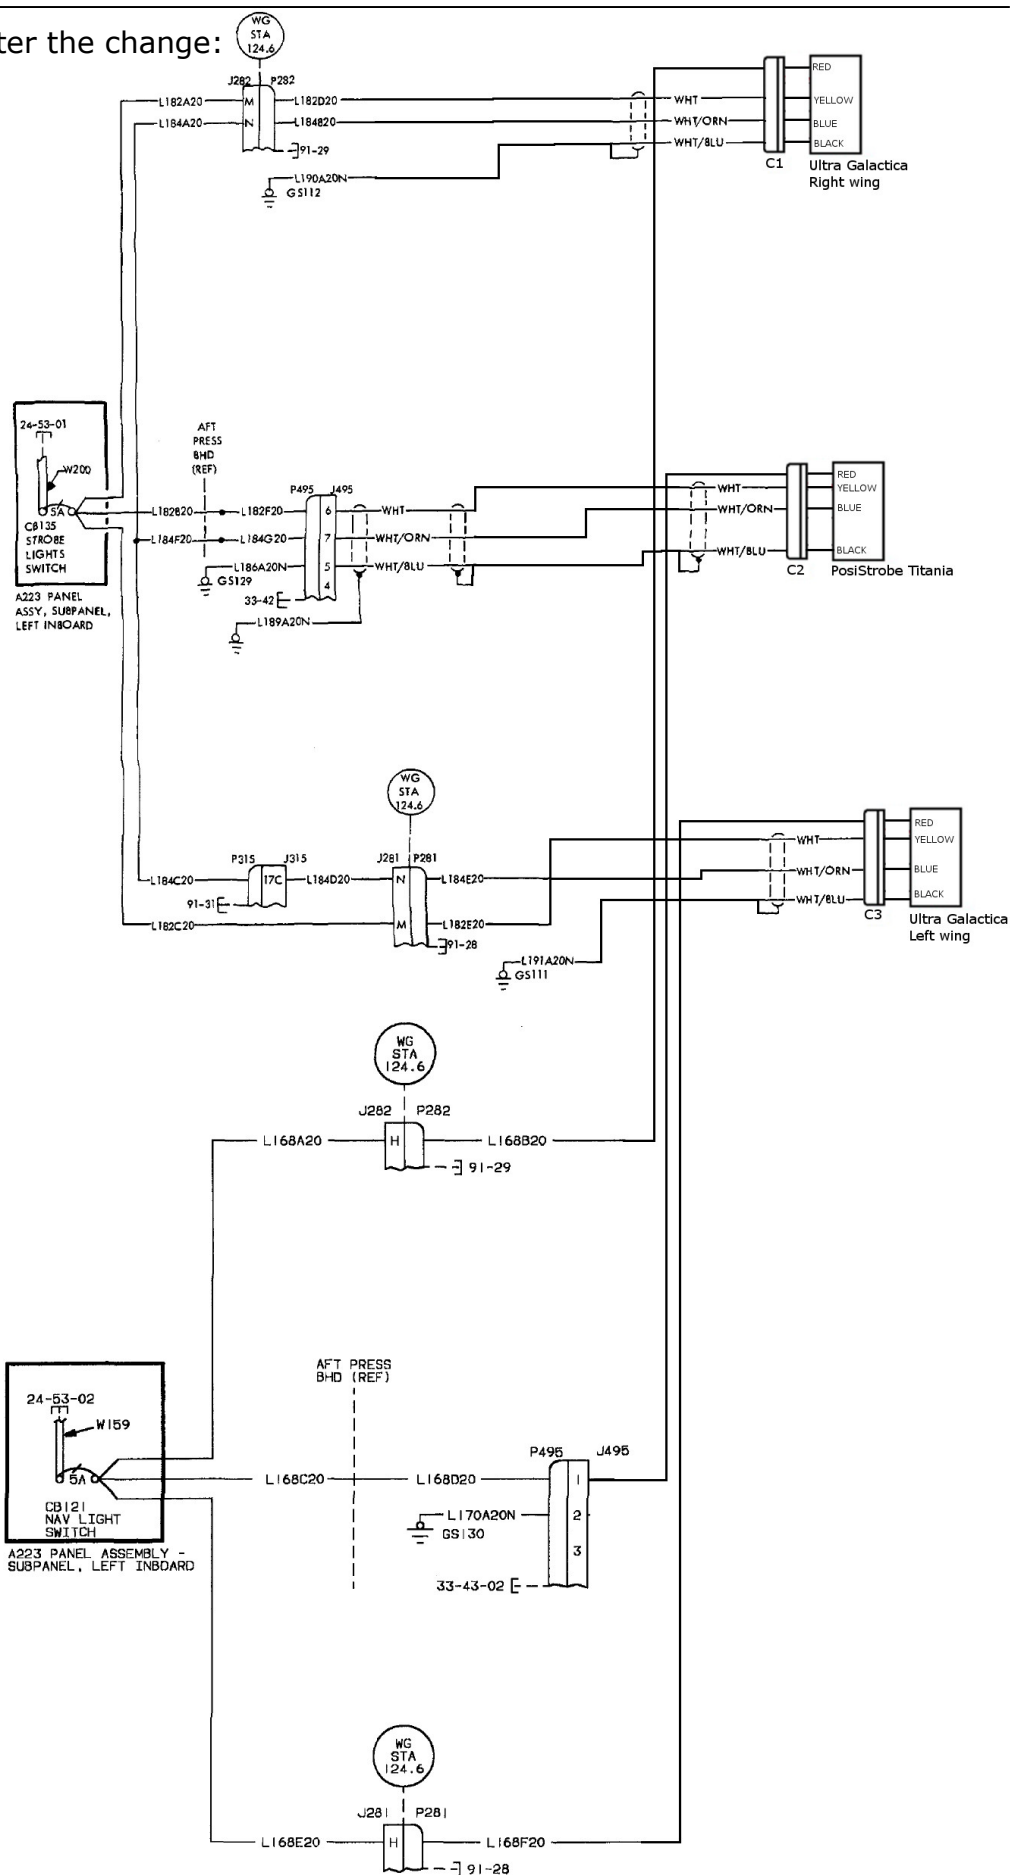 ter the change:
WG
STA
124.6
J282 P282
RED
L182A20 M L182D20 WHT YELLOW
L184A20 N L184B20 WHT/ORN BLUE
91-29 WHT/BLU BLACK
C1 Ultra Galactica
Right wing
L190A20N
GS112
24-53-01
W200
5A
CB135
STROBE
LIGHTS
SWITCH
A223 PANEL
ASSY, SUBPANEL,
LEFT INBOARD
AFT
PRESS
BHD
(REF)
P495 J495
RED
L182B20 L182F20 6 WHT WHT YELLOW
L184F20 L184G20 7 WHT/ORN WHT/ORN BLUE
L186A20N 5 WHT/BLU WHT/BLU BLACK
GS129
4
33-42
L189A20N
C2 PosiStrobe Titania
WG
STA
124.6
P315 J315 J281 P281
RED
WHT YELLOW
L184C20 17C L184D20 N L184E20 WHT/ORN BLUE
91-31
WHT/BLU BLACK
L182C20 M L182E20
91-28
C3 Ultra Galactica
Left wing
L191A20N
GS111
WG
STA
124.6
J282 P282
L168A20 H L168B20
91-29
24-53-02
W159
5A
CB121
NAV LIGHT
SWITCH
A223 PANEL ASSEMBLY -
SUBPANEL, LEFT INBOARD
AFT PRESS
BHD (REF)
P495 J495
L168C20 L168D20 1
L170A20N 2
GS130
3
33-43-02
WG
STA
124.6
J281 P281
L168E20 H L168F20
91-28